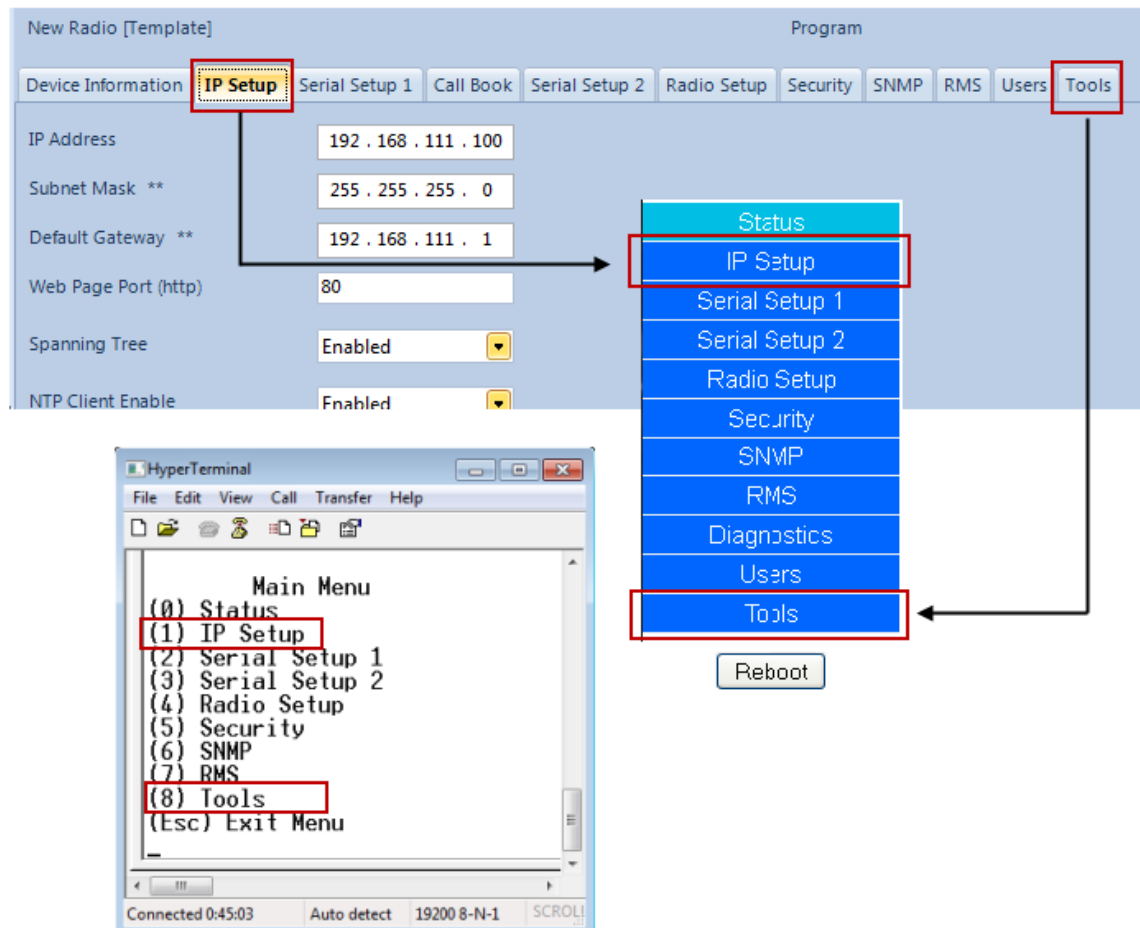 New Radio [Template] Program
Device Information IP Setup Serial Setup 1 Call Book Serial Setup 2 Radio Setup Security SNMP RMS Users Tools
IP Address 192 . 168 . 111 . 100
Subnet Mask ** 255 . 255 . 255 . 0
Default Gateway ** 192 . 168 . 111 . 1
Web Page Port (http) 80
Spanning Tree Enabled
NTP Client Enable Enabled
Status
IP Setup
Serial Setup 1
Serial Setup 2
Radio Setup
Security
SNMP
RMS
Diagnostics
Users
Tools
Reboot
HyperTerminal
File Edit View Call Transfer Help
Main Menu
(0) Status
(1) IP Setup
(2) Serial Setup 1
(3) Serial Setup 2
(4) Radio Setup
(5) Security
(6) SNMP
(7) RMS
(8) Tools
(Esc) Exit Menu
Connected 0:45:03 Auto detect 19200 8-N-1 SCROLL